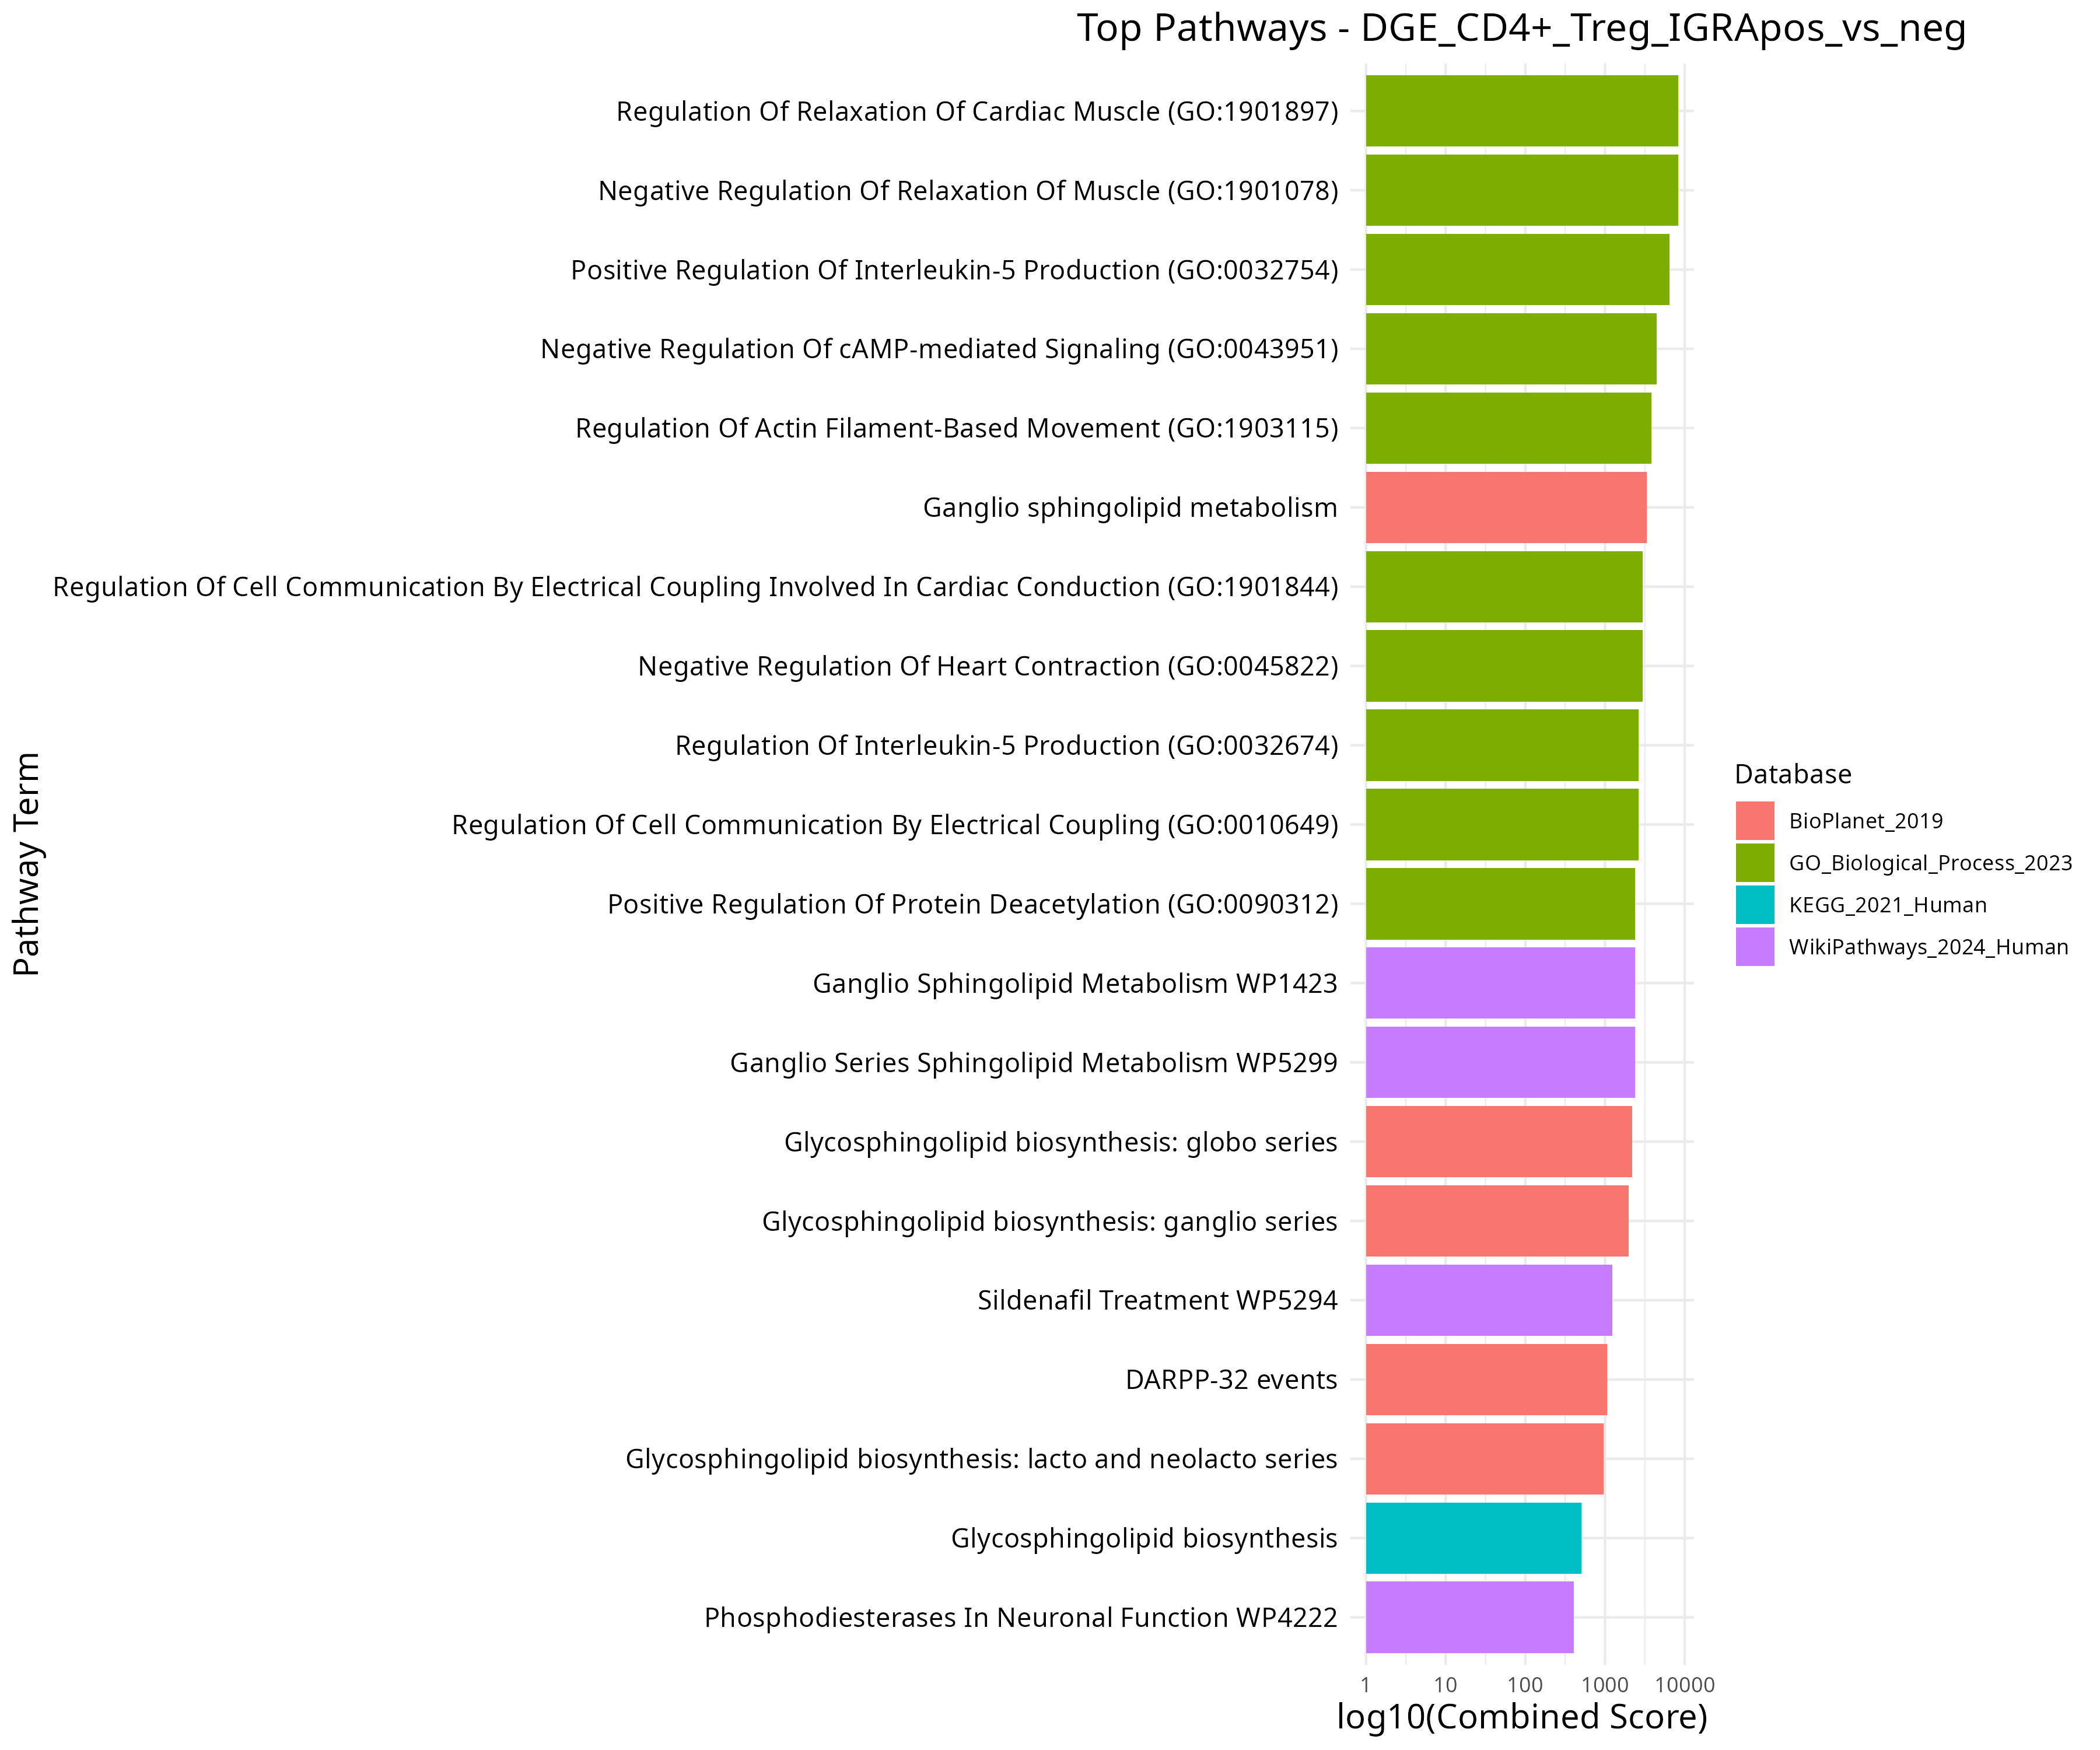 Top Pathways - DGE_CD4+_Treg_IGRApos_vs_neg
Pathway Term
Regulation Of Relaxation Of Cardiac Muscle (GO:1901897)
Negative Regulation Of Relaxation Of Muscle (GO:1901078)
Positive Regulation Of Interleukin-5 Production (GO:0032754)
Negative Regulation Of cAMP-mediated Signaling (GO:0043951)
Regulation Of Actin Filament-Based Movement (GO:1903115)
Ganglio sphingolipid metabolism
Regulation Of Cell Communication By Electrical Coupling Involved In Cardiac Conduction (GO:1901844)
Negative Regulation Of Heart Contraction (GO:0045822)
Regulation Of Interleukin-5 Production (GO:0032674)
Regulation Of Cell Communication By Electrical Coupling (GO:0010649)
Positive Regulation Of Protein Deacetylation (GO:0090312)
Ganglio Sphingolipid Metabolism WP1423
Ganglio Series Sphingolipid Metabolism WP5299
Glycosphingolipid biosynthesis: globo series
Glycosphingolipid biosynthesis: ganglio series
Sildenafil Treatment WP5294
DARPP-32 events
Glycosphingolipid biosynthesis: lacto and neolacto series
Glycosphingolipid biosynthesis
Phosphodiesterases In Neuronal Function WP4222
1 10 100 1000 10000
log10(Combined Score)
Database
BioPlanet_2019
GO_Biological_Process_2023
KEGG_2021_Human
WikiPathways_2024_Human